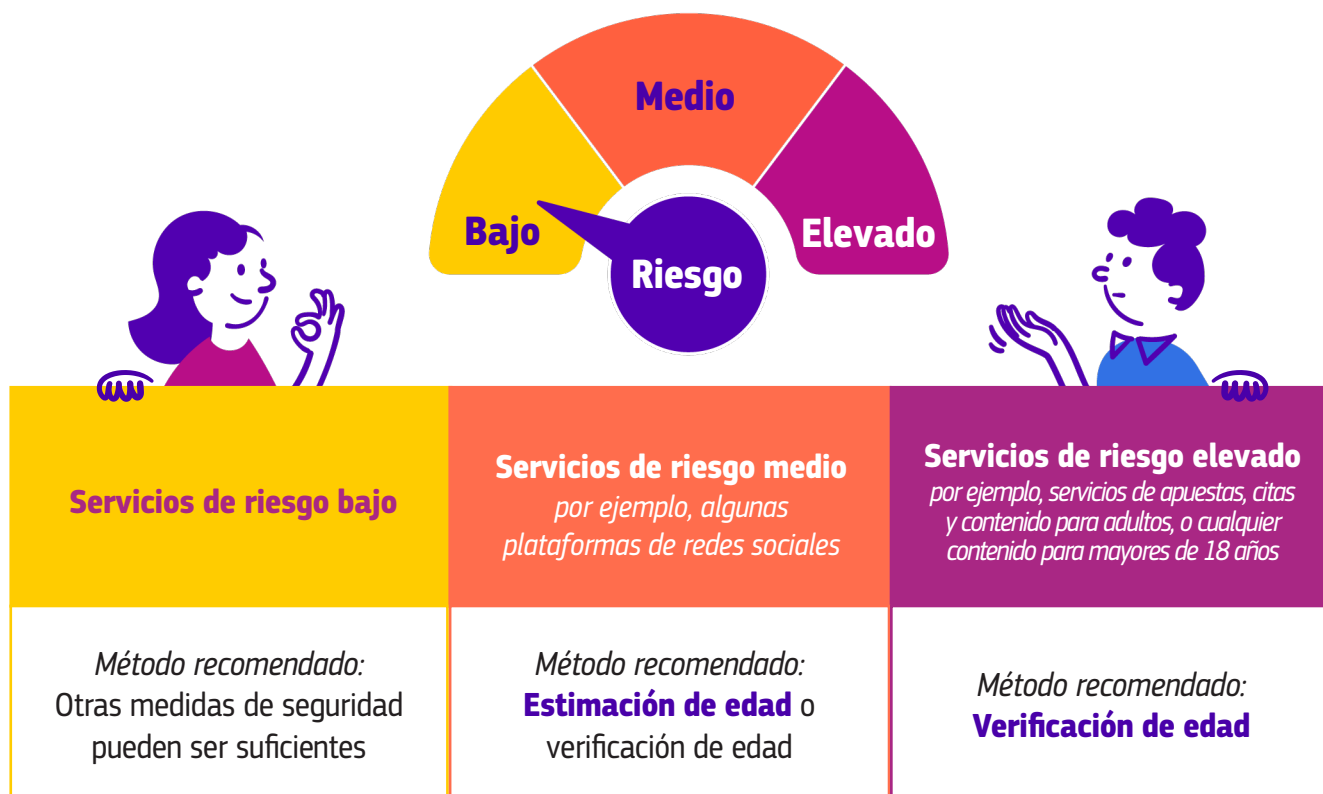 Medio
Bajo
Elevado
Riesgo
Servicios de riesgo bajo
Servicios de riesgo medio
por ejemplo, algunas
plataformas de redes sociales
Servicios de riesgo elevado
por ejemplo, servicios de apuestas, citas
y contenido para adultos, o cualquier
contenido para mayores de 18 años
Método recomendado:
Otras medidas de seguridad
pueden ser suficientes
Método recomendado:
Estimación de edad o
verificación de edad
Método recomendado:
Verificación de edad